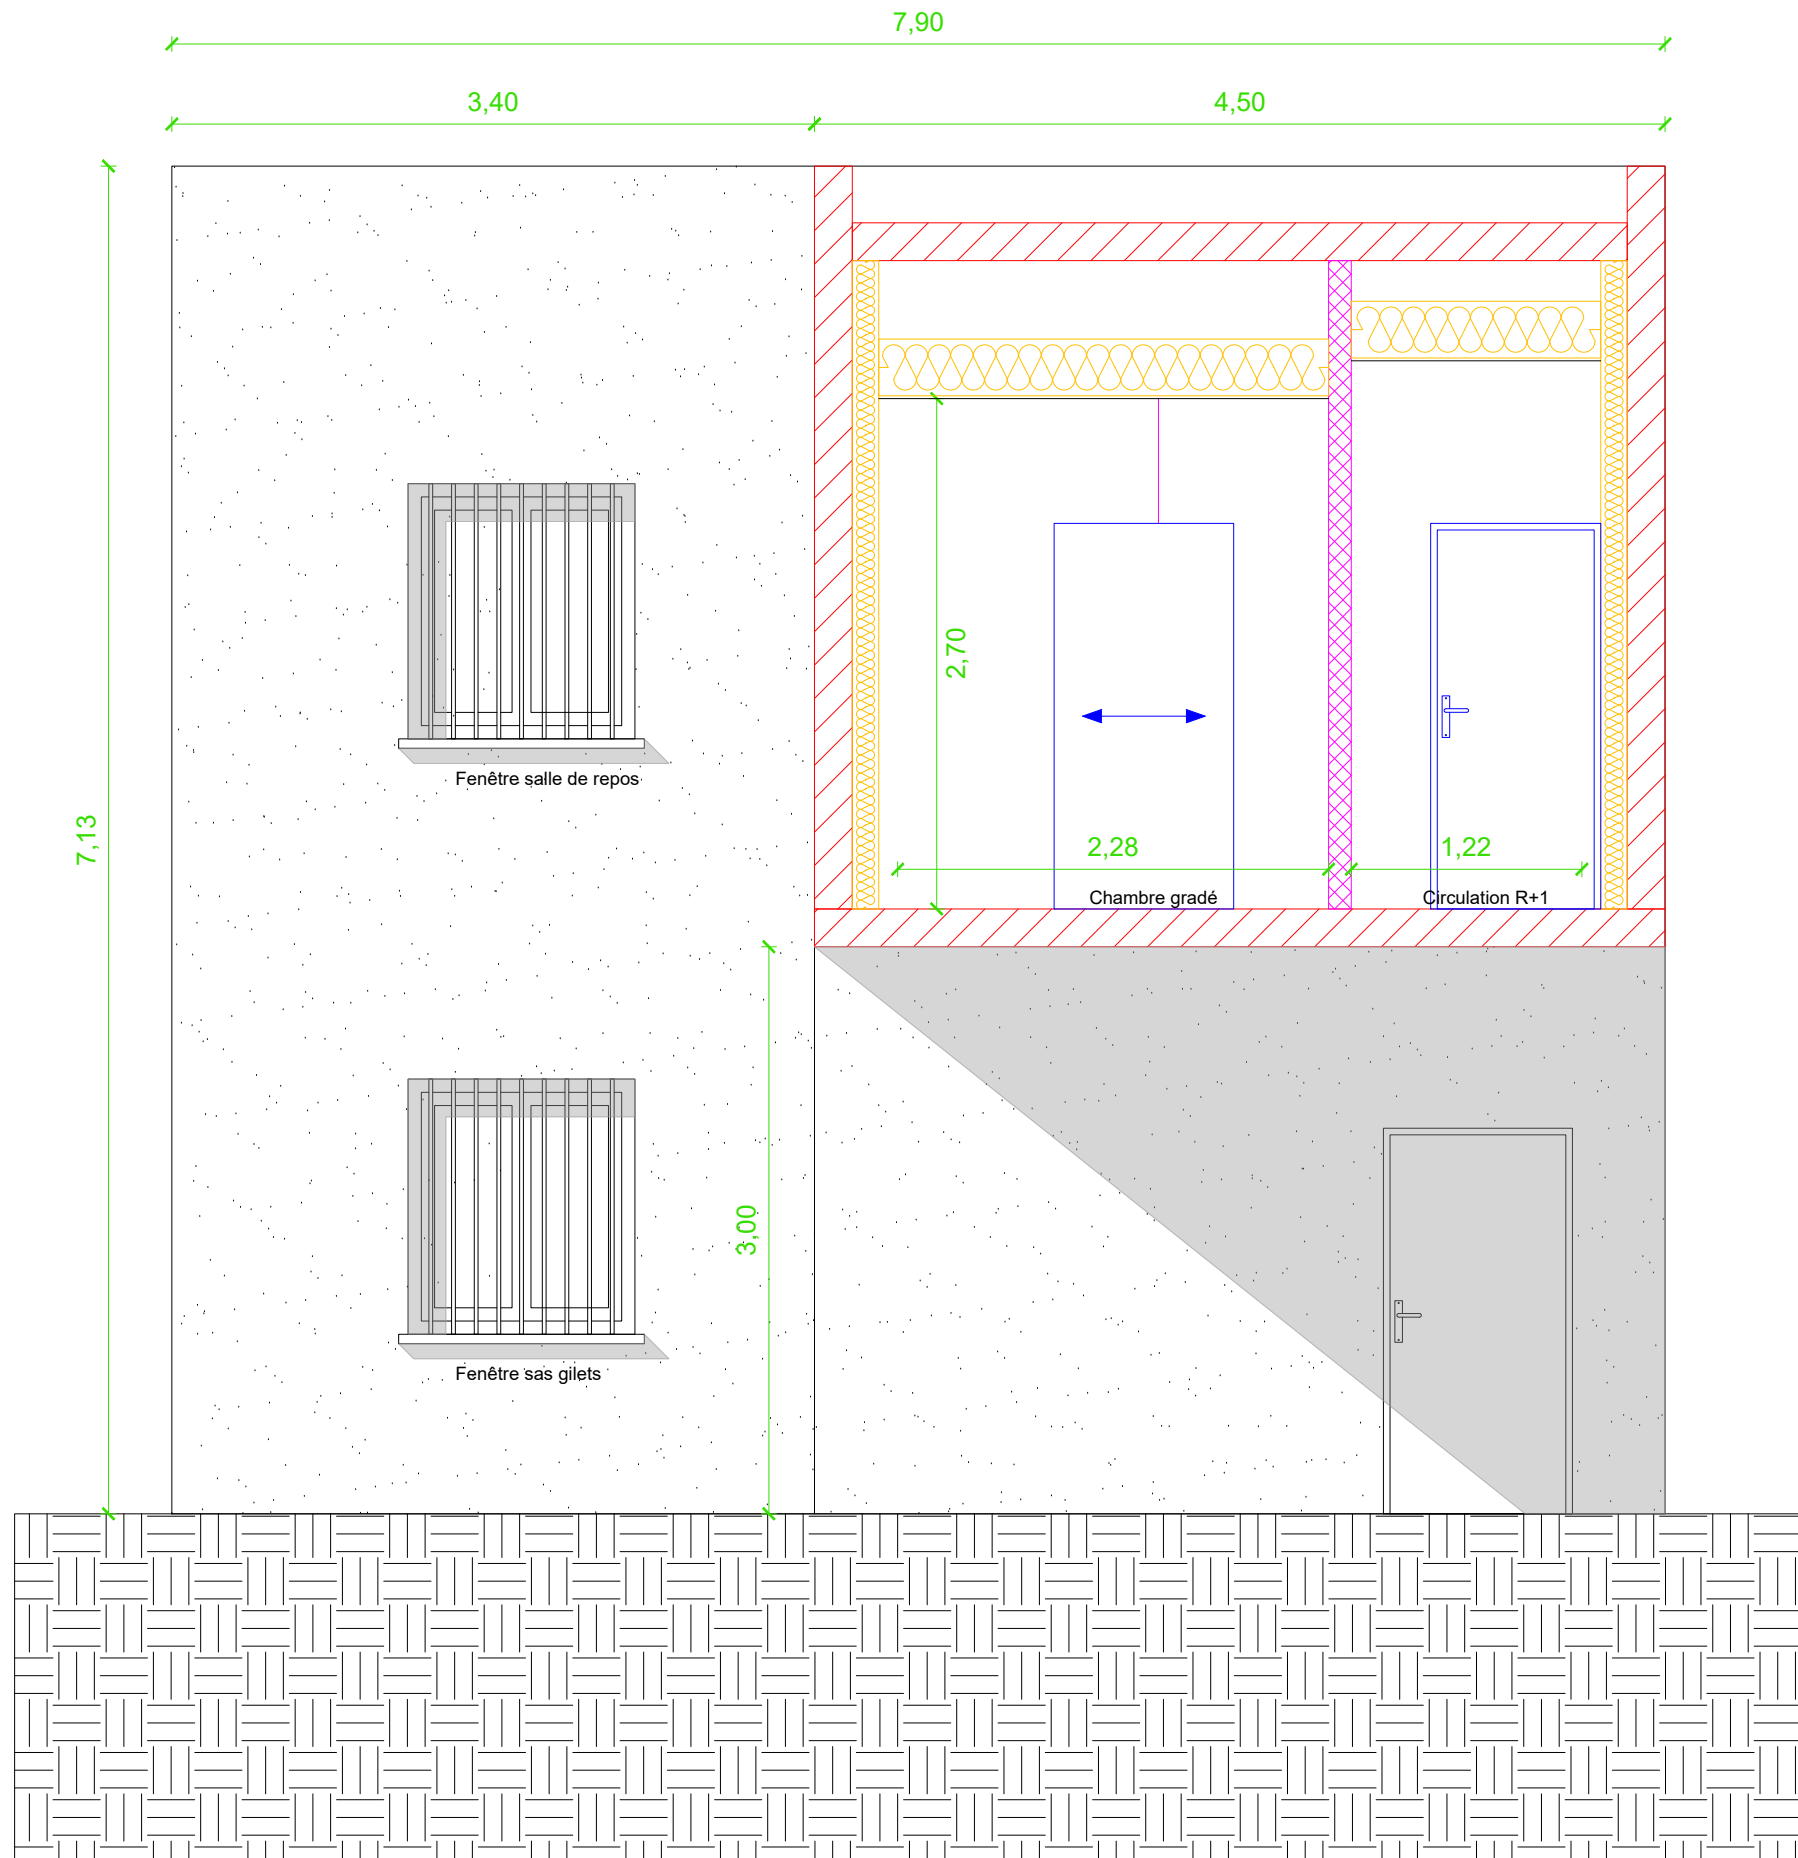 7,90
3,40
4,50
2,70
Fenêtre salle de repos
7,13
2,28
1,22
Chambre gradé
Circulation R+1
3,00
Fenêtre sas gilets